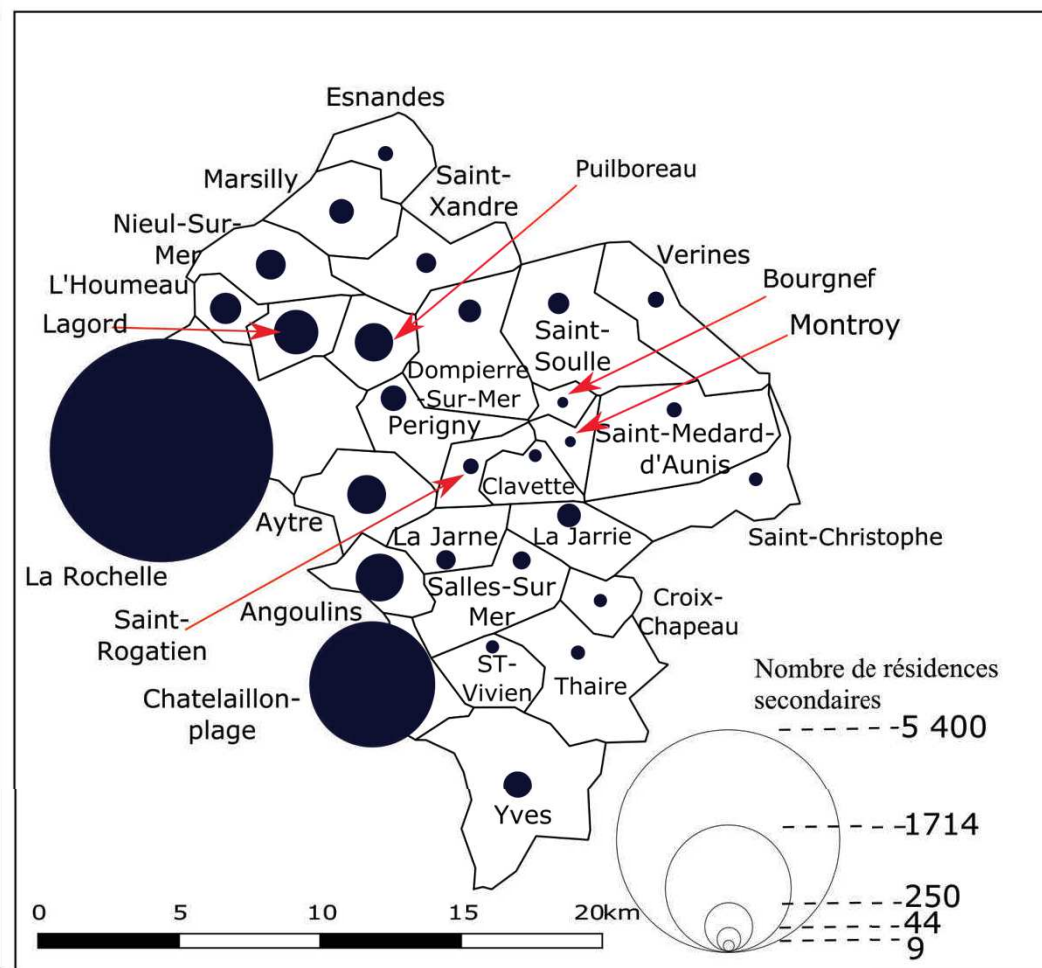 Esnandes
Marsilly
Saint-
Xandre
Puilboreau
Nieul-Sur-
Mer
Verines
L'Houmeau
Bourgnef
Lagord
Montroy
Saint-
Soulle
Dompierre
-Sur-Mer
Perigny
Saint-Medard-
d'Aunis
Clavette
Aytre
La Jarne
La Jarrie
Saint-Christophe
La Rochelle
Angoulins
Salles-Sur
Mer
Croix-
Chapeau
Saint-
Rogatien
ST-
Vivien
Thaire
Chatelaillon-
plage
Yves
Nombre de résidences
secondaires
5 400
1714
250
44
9
0 5 10 15 20km